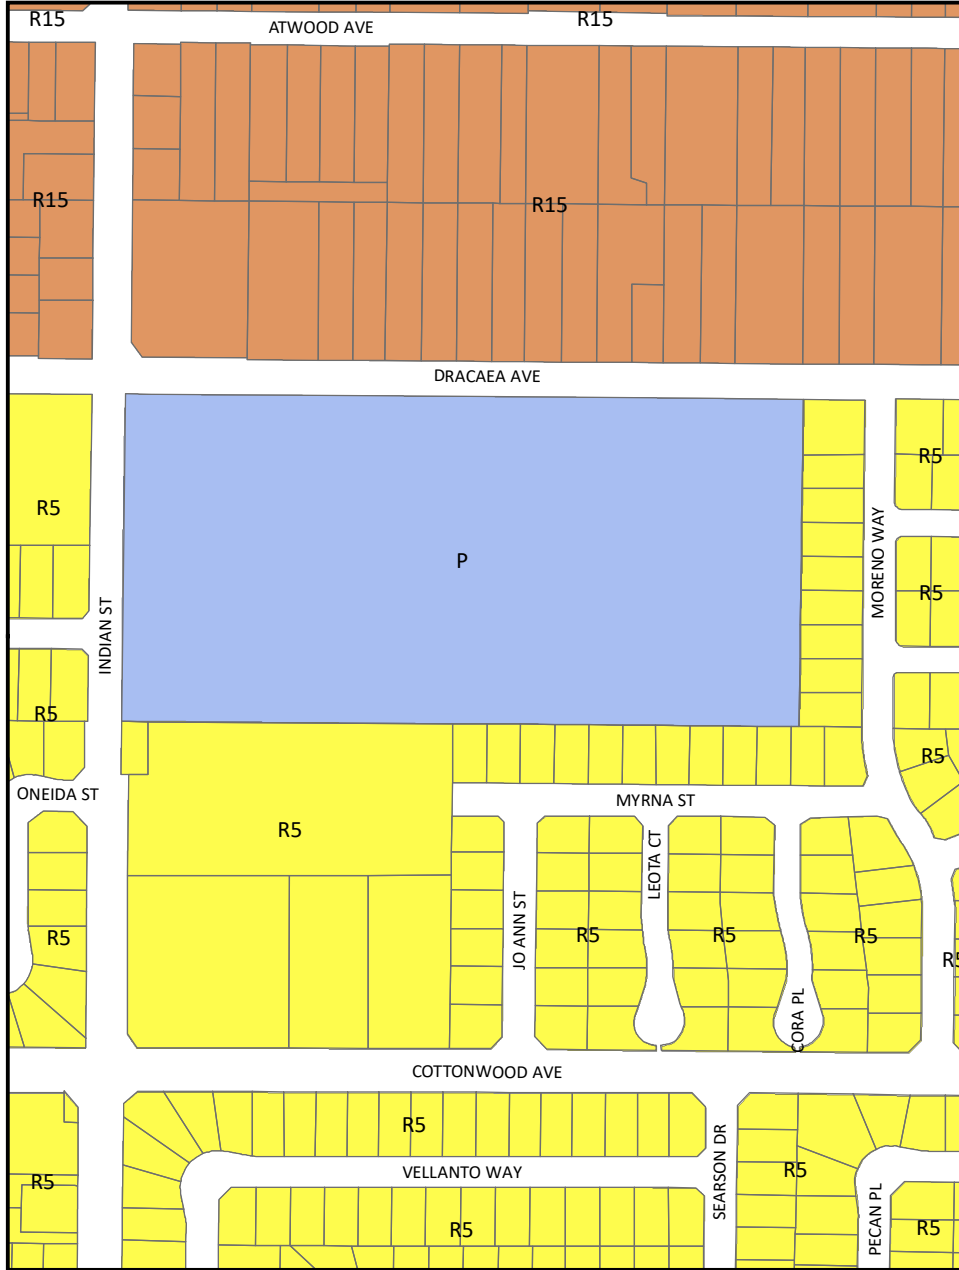 R15
R15
ATWOOD AVE
R15
R15
DRACAEA AVE
R5
R5
P
MORENO WAY
R5
INDIAN ST
R5
R5
ONEIDA ST
MYRNA ST
R5
LEOTA CT
JO ANN ST
R5
R5
R5
R5
R5
CORA PL
COTTONWOOD AVE
R5
SEARSON DR
VELLANTO WAY
R5
R5
PECAN PL
R5
R5